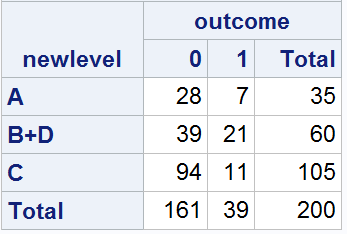 outcome
newlevel 0 1 Total
A 28 7 35
B+D 39 21 60
C 94 11 105
Total 161 39 200